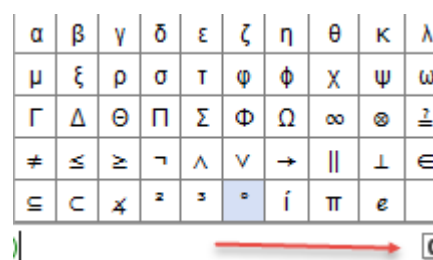 α β γ δ ε ζ η θ κ λ
μ ξ ρ σ τ φ ϕ χ ψ ω
Γ Δ Θ Π Σ Φ Ω ∞ ⊗ ≟
≠ ≤ ≥ ¬ ∧ ∨ → ∥ ⊥ ∈
⊆ ⊂ ∡ ² ³ ° í π e
)